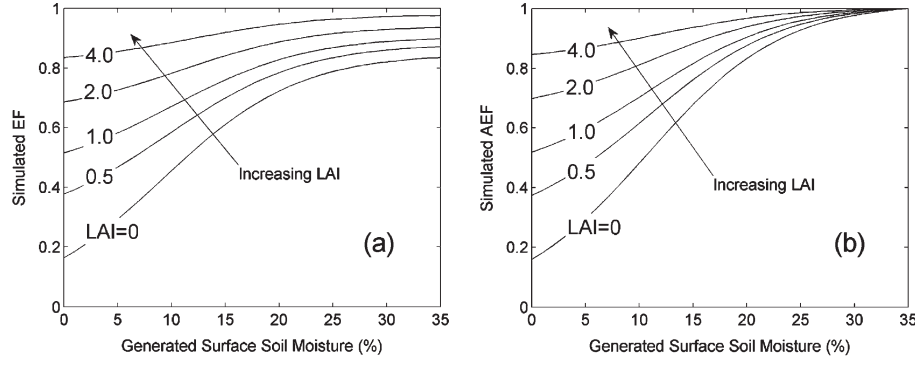 1
0.8
0.6
0.4
0.2
0
Simulated EF
4.0
2.0
1.0
0.5
LAI=0
Increasing LAI
(a)
0 5 10 15 20 25 30 35
Generated Surface Soil Moisture (%)
1
0.8
0.6
0.4
0.2
0
Simulated AEF
4.0
2.0
1.0
0.5
LAI=0
Increasing LAI
(b)
0 5 10 15 20 25 30 35
Generated Surface Soil Moisture (%)